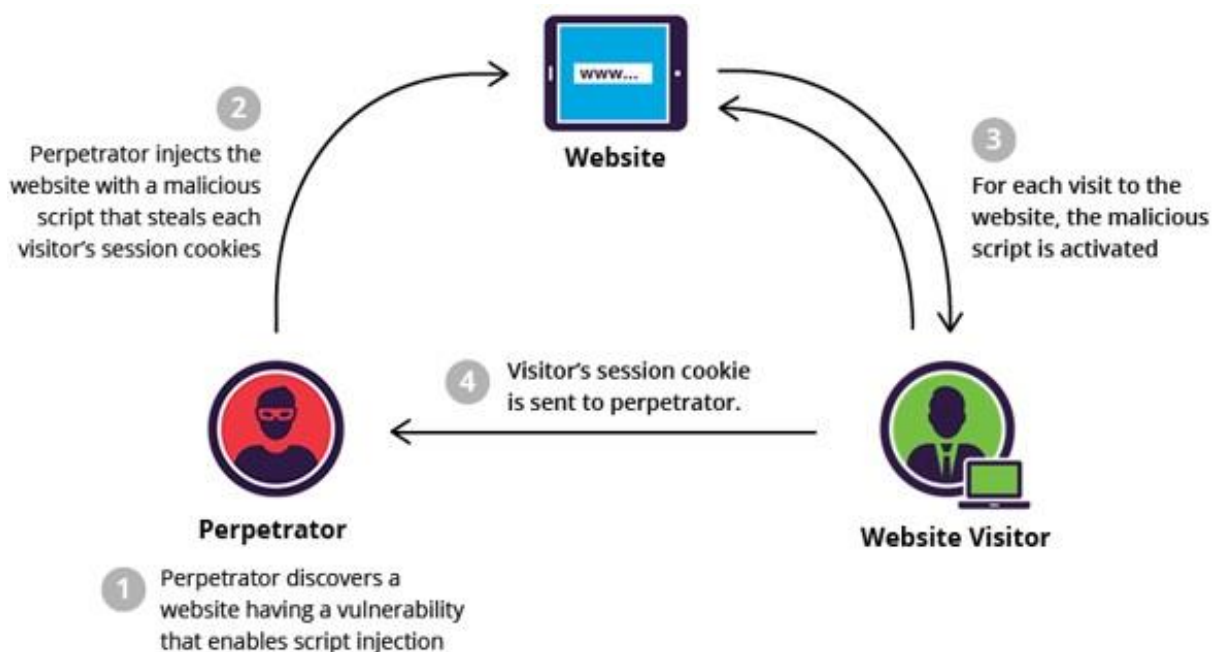 www...
Website
2
Perpetrator injects the
website with a malicious
script that steals each
visitor's session cookies
3
For each visit to the
website, the malicious
script is activated
4
Visitor's session cookie
is sent to perpetrator.
Perpetrator
Website Visitor
1
Perpetrator discovers a
website having a vulnerability
that enables script injection